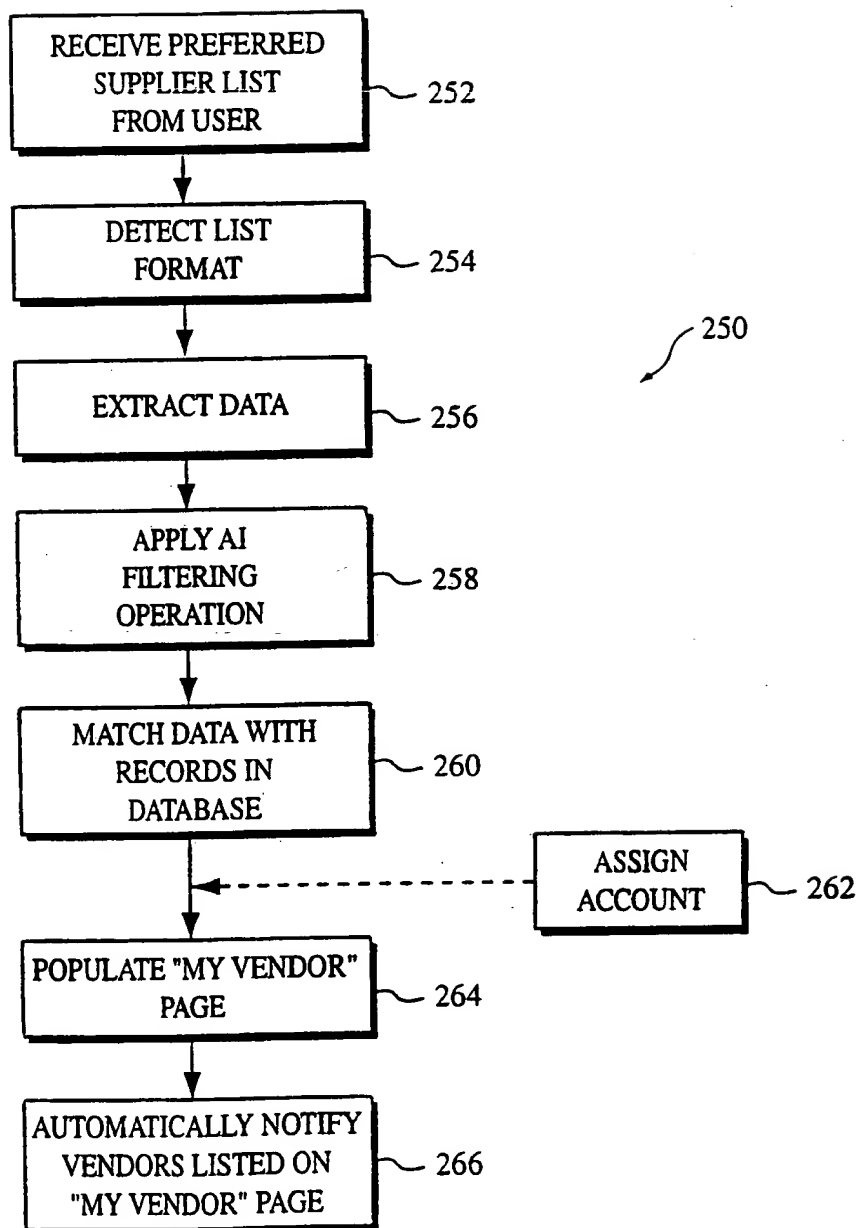 RECEIVE PREFERRED
SUPPLIER LIST
FROM USER
252
DETECT LIST
FORMAT
254
250
EXTRACT DATA
256
APPLY AI
FILTERING
OPERATION
258
MATCH DATA WITH
RECORDS IN
DATABASE
260
ASSIGN
ACCOUNT
262
POPULATE "MY VENDOR"
PAGE
264
AUTOMATICALLY NOTIFY
VENDORS LISTED ON
"MY VENDOR" PAGE
266